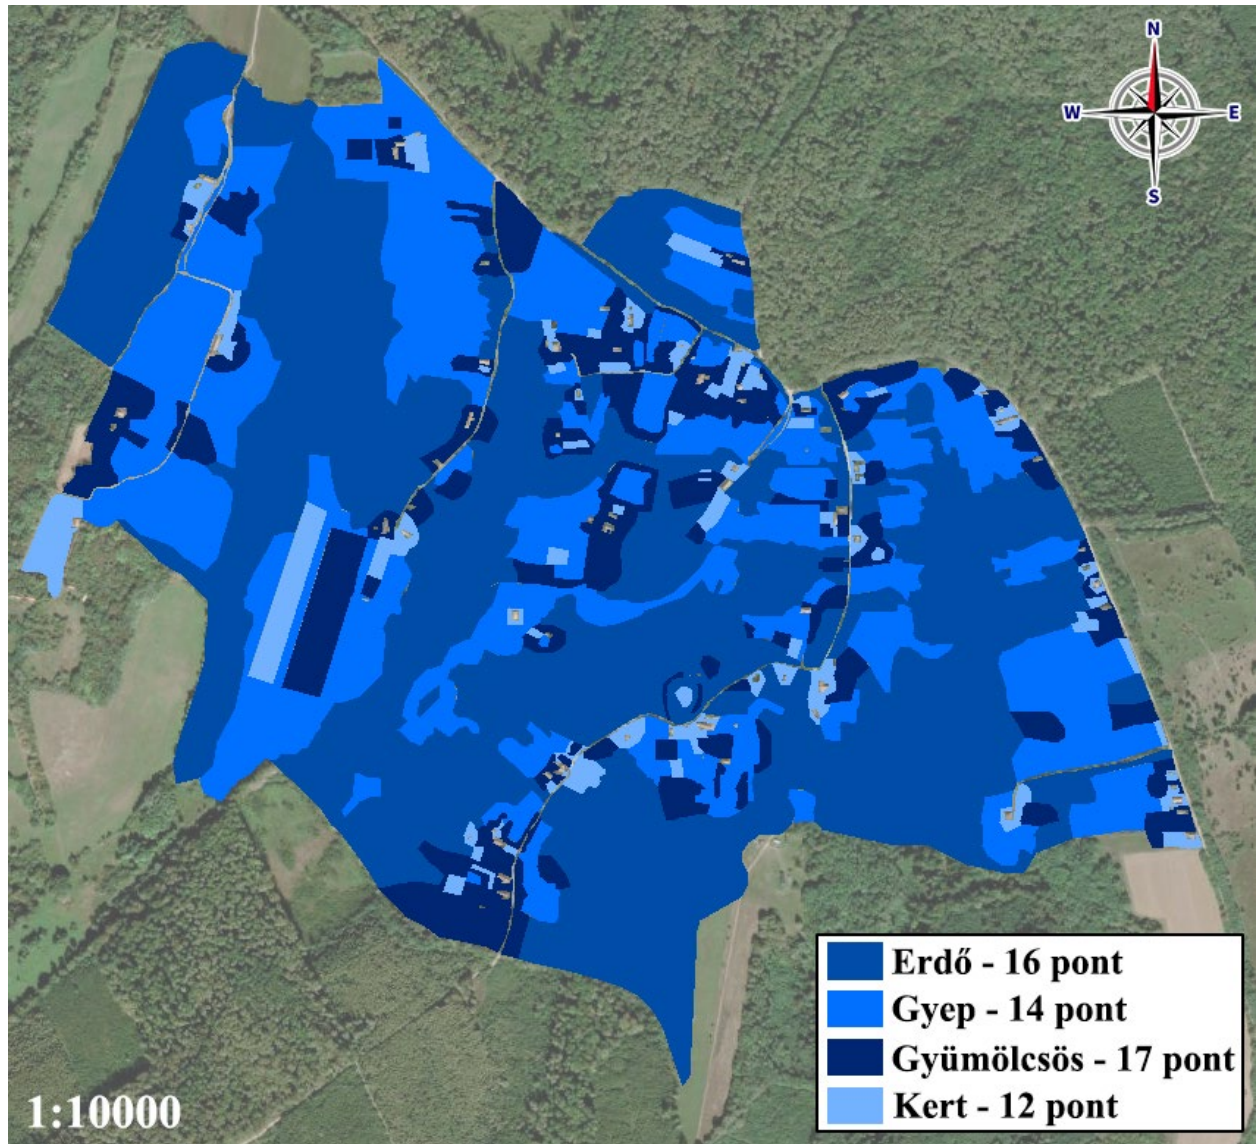 N
W E
S
Erdő - 16 pont
Gyep - 14 pont
Gyümölcsös - 17 pont
Kert - 12 pont
1:10000